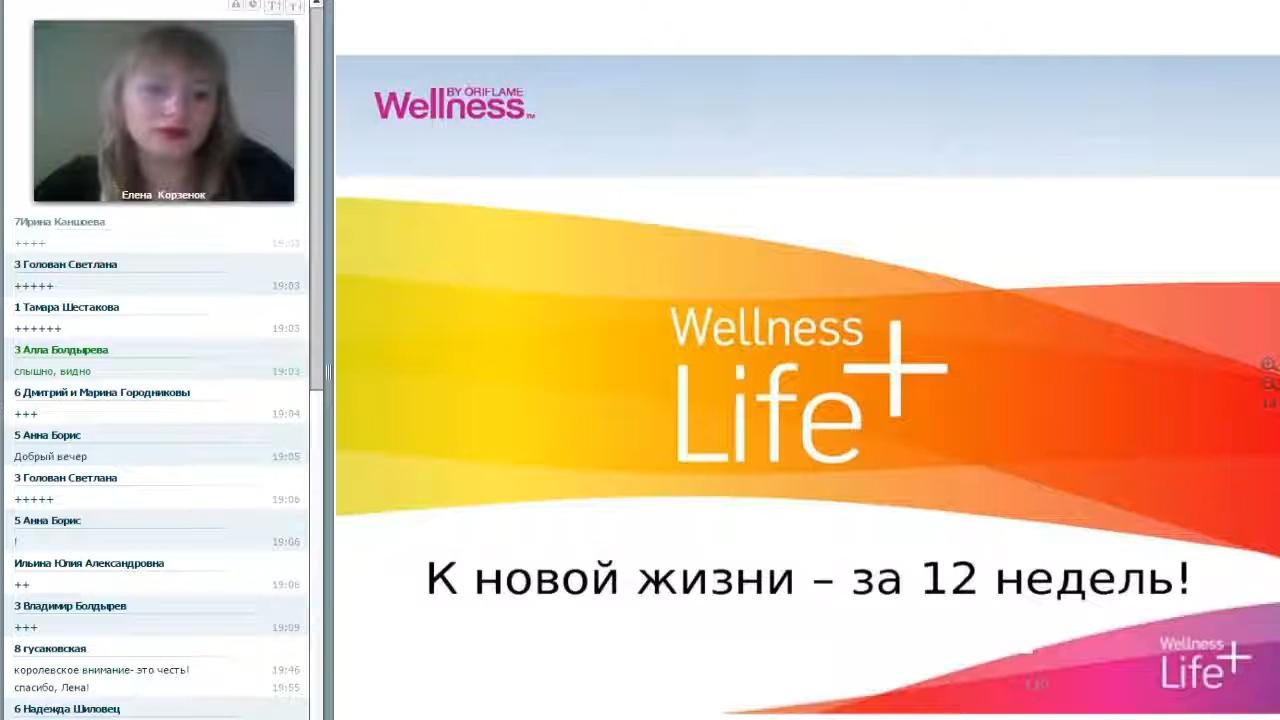 Елена Корзенок
7Ирина Каншоева
++++ 19:03
3 Голован Светлана
+++++ 19:03
1 Тамара Шестакова
++++++ 19:03
3 Алла Болдырева
слышно, видно 19:03
6 Дмитрий и Марина Городниковы
+++ 19:04
5 Анна Борис
Добрый вечер 19:05
3 Голован Светлана
+++++ 19:06
5 Анна Борис
! 19:06
Ильина Юлия Александровна
++ 19:06
3 Владимир Болдырев
+++ 19:09
8 гусаковская
королевское внимание- это честь! 19:46
спасибо, Лена! 19:55
6 Надежда Шиловец
BY ORIFLAME
Wellness™
Wellness
Life+
К новой жизни – за 12 недель!
Wellness
Life+